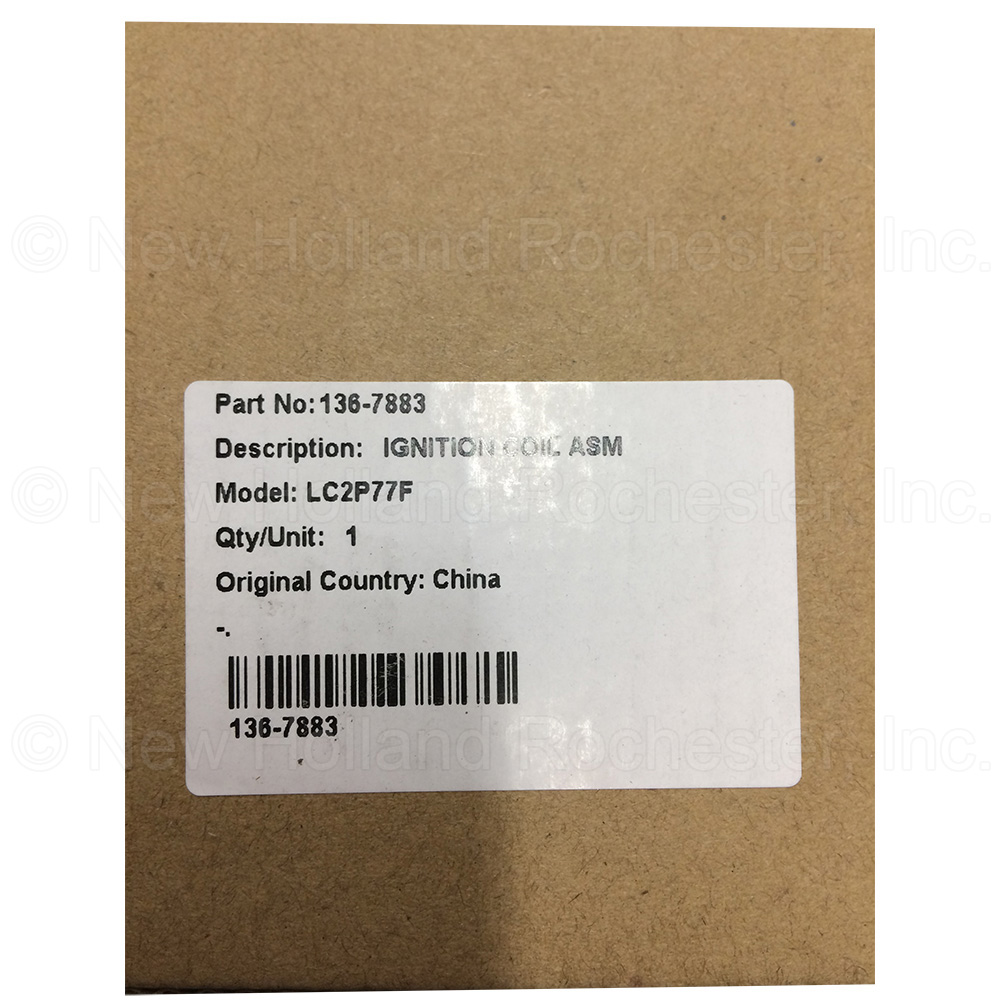 © New Holland Rochester, Inc.
Part No: 136-7883
Description: IGNITION COIL ASM
Model: LC2P77F
© New Holland Rochester, Inc.
Qty/Unit: 1
Original Country: China
-.
136-7883
© New Holland Rochester, Inc.